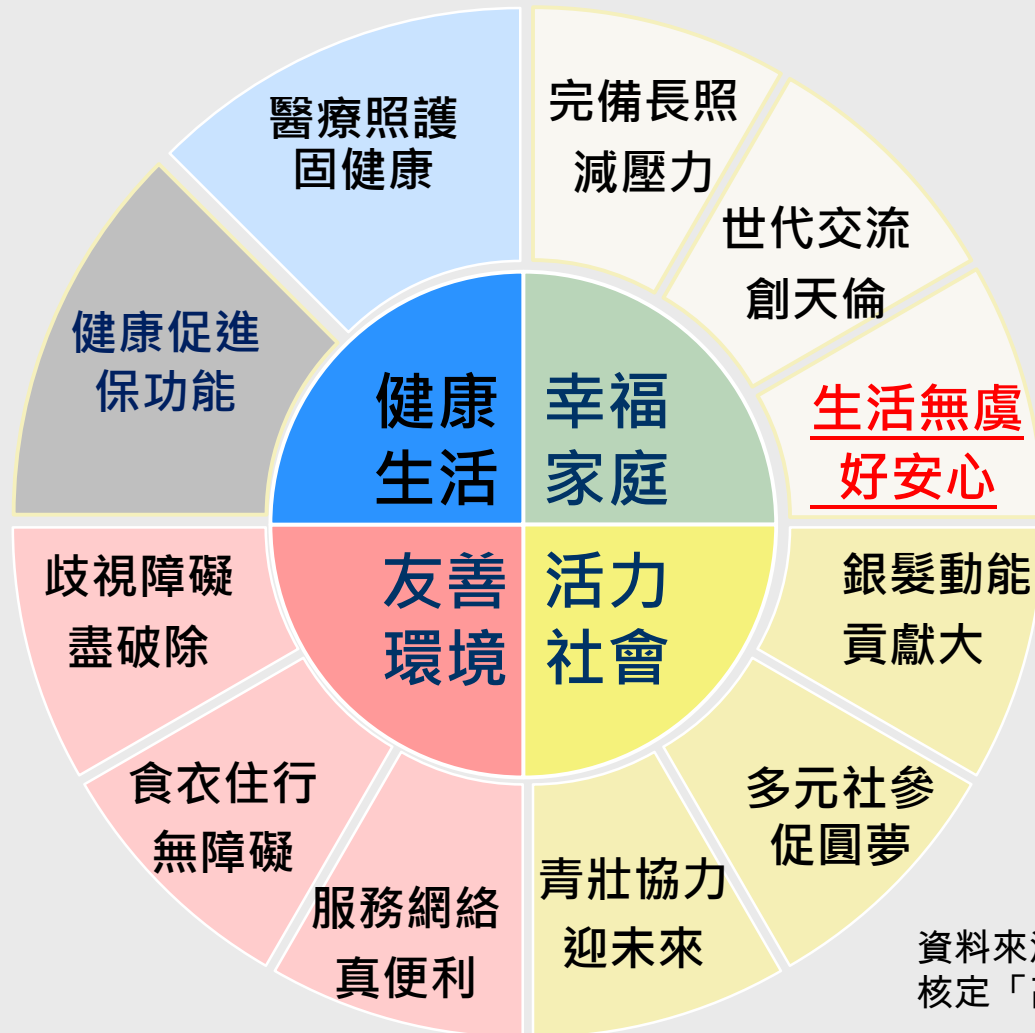 醫療照護
固健康
完備長照
減壓力
世代交流
創天倫
健康促進
保功能
健康
生活
幸福
家庭
生活無虞
好安心
歧視障礙
盡破除
友善
環境
活力
社會
銀髮動能
貢獻大
食衣住行
無障礙
多元社參
促圓夢
服務網絡
真便利
青壯協力
迎未來
資料來
核定「